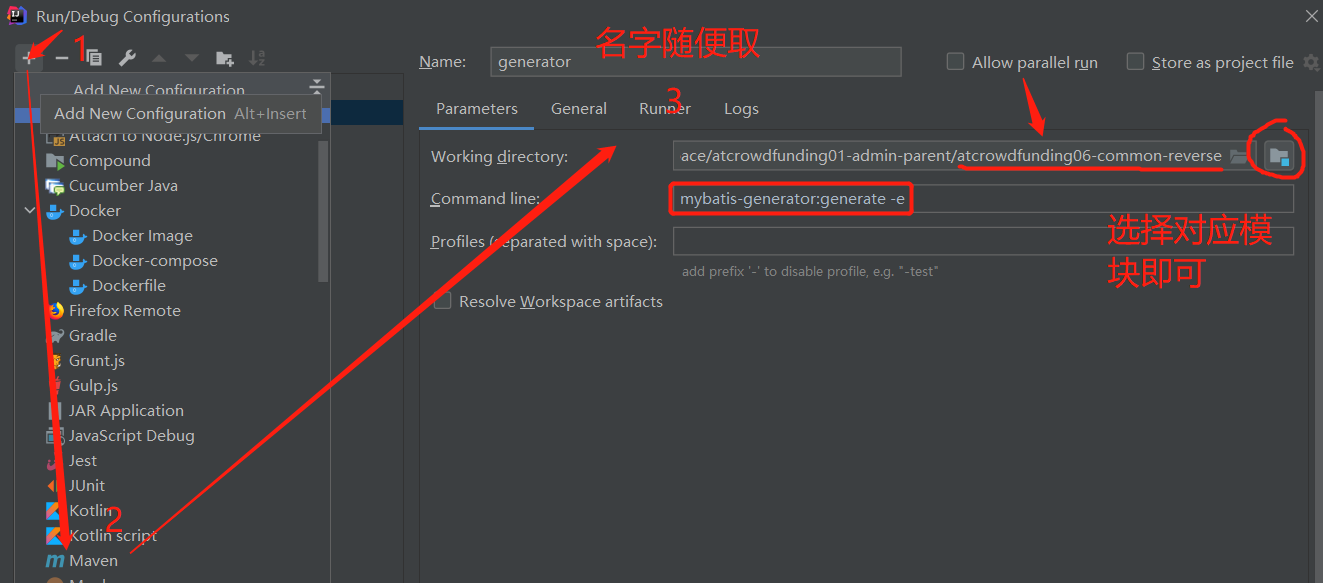 Run/Debug Configurations
1
名字随便取
Name:
generator
Allow parallel run
Store as project file
Add New Configuration
Add New Configuration Alt+Insert
Attach to Node.js/Chrome
Compound
Cucumber Java
Docker
Docker Image
Docker-compose
Dockerfile
Firefox Remote
Gradle
Grunt.js
Gulp.js
JAR Application
JavaScript Debug
Jest
JUnit
Kotlin
2
Kotlin script
Maven
Parameters
General
Runner
3
Logs
Working directory:
ace/atcrowdfunding01-admin-parent/atcrowdfunding06-common-reverse
Command line:
mybatis-generator:generate -e
选择对应模
块即可
Profiles (separated with space):
add prefix '-' to disable profile, e.g. "-test"
Resolve Workspace artifacts